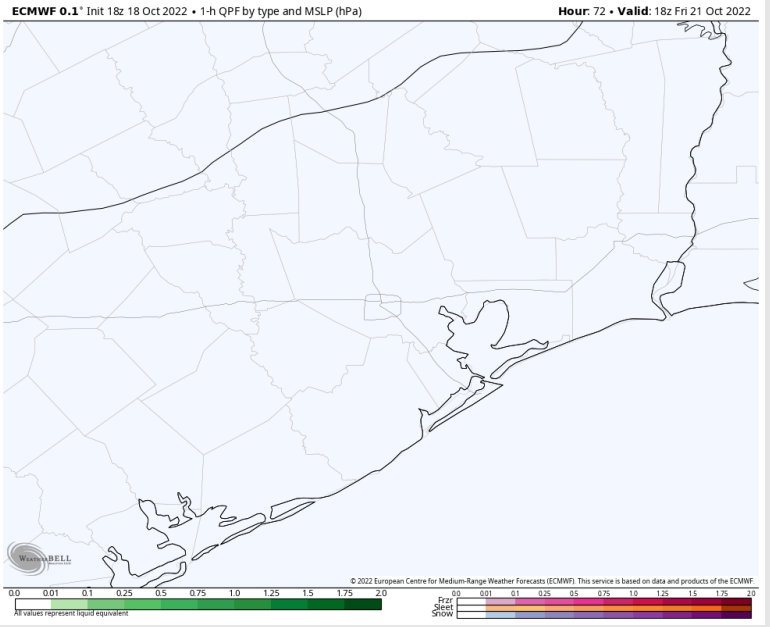 ECMWF 0.1° Init 18z 18 Oct 2022 • 1-h QPF by type and MSLP (hPa)
Hour: 72 • Valid: 18z Fri 21 Oct 2022
WEATHERBELL
© 2022 European Centre for Medium-Range Weather Forecasts (ECMWF). This service is based on data and products of the ECMWF.
0.0 0.01 0.1 0.25 0.5 0.75 1.0 1.25 1.5 1.75 2.0
All values represent liquid equivalent
0.0 0.01 0.1 0.25 0.50 0.75 1.0 1.25 1.5 1.75 2.0
Frzr
Sleet
Snow